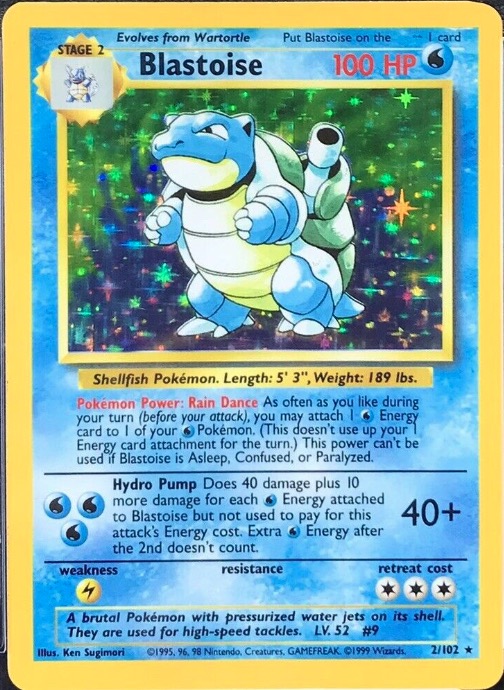 Evolves from Wartortle Put Blastoise on the 1 card
STAGE 2
Blastoise 100 HP
Shellfish Pokémon. Length: 5' 3", Weight: 189 lbs.
Pokémon Power: Rain Dance As often as you like during
your turn (before your attack), you may attach 1 Energy
card to 1 of your Pokémon. (This doesn't use up your 1
Energy card attachment for the turn.) This power can't be
used if Blastoise is Asleep, Confused, or Paralyzed.
Hydro Pump Does 40 damage plus 10
more damage for each Energy attached
to Blastoise but not used to pay for this
attack's Energy cost. Extra Energy after
the 2nd doesn't count.
40+
weakness resistance retreat cost
A brutal Pokémon with pressurized water jets on its shell.
They are used for high-speed tackles. LV. 52 #9
Illus. Ken Sugimori ©1995, 96, 98 Nintendo, Creatures, GAMEFREAK. ©1999 Wizards. 2/102 ★